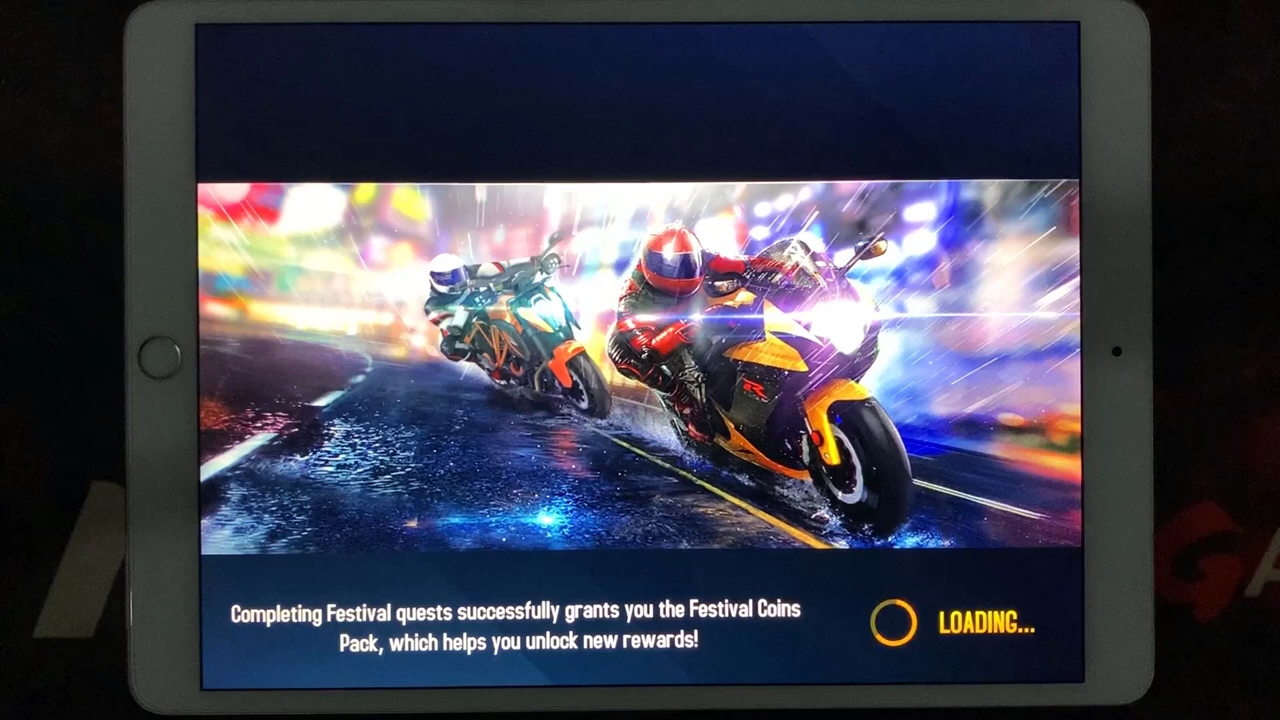 R
Completing Festival quests successfully grants you the Festival Coins
Pack, which helps you unlock new rewards!
LOADING...